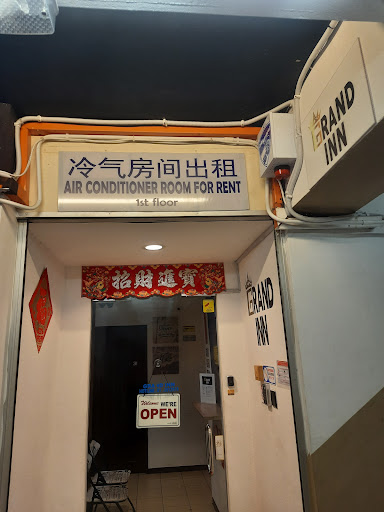 冷气房间出租
AIR CONDITIONER ROOM FOR RENT
1st floor
GRAND
INN
招財進寶
GRAND
INN
Welcome WE'RE
OPEN